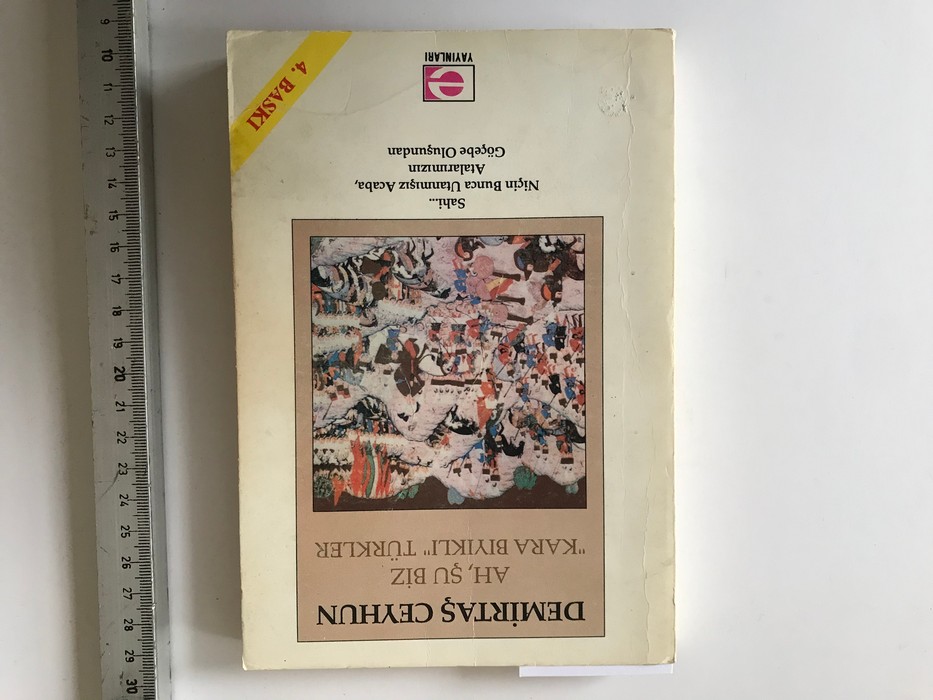 DEMİRTAŞ CEYHUN
AH, ŞU BİZ
"KARA BIYIKLI" TÜRKLER
Sahi...
Niçin Bunca Utanmışız Acaba,
Atalarımızın
Göçebe Oluşundan
e
YAYINLARI
4. BASKI
9
10
11
12
13
14
15
16
17
18
19
20
21
22
23
24
25
26
27
28
29
30